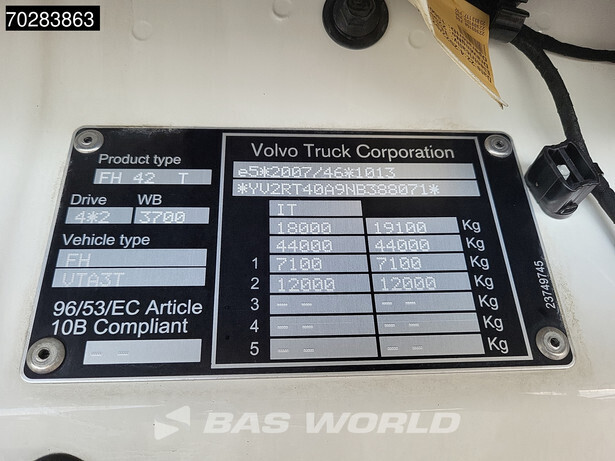 70283863
Product type
FH 42 T
Drive WB
4*2 3700
Vehicle type
FH
VTA3T
96/53/EC Article
10B Compliant
-- --
Volvo Truck Corporation
e5*2007/46*1013
*YV2RT40A9NB388071*
IT
18000 19100 Kg
44000 44000 Kg
1 7100 7100 Kg
2 12000 12000 Kg
3 -- -- -- -- Kg
4 -- -- -- -- Kg
5 -- -- -- -- Kg
23749745
BAS WORLD